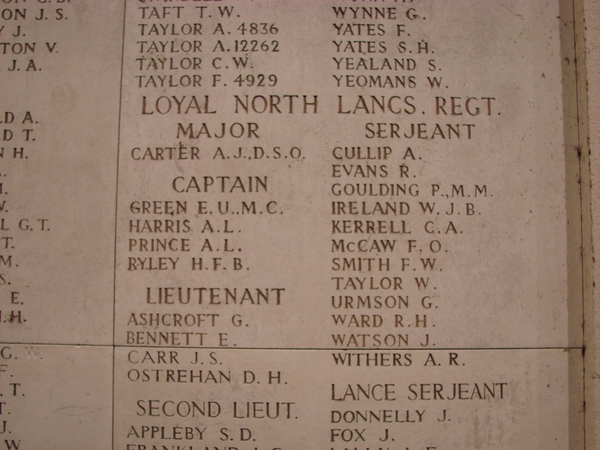 ON J.S.
Y J.
TON V.
J.A.
D A.
D T.
N H.
L G.T.
T.
M.
S.
E.
H.
G.
F.
T.
T.
J.
W
TAFT T.W.
TAYLOR A. 4836
TAYLOR A.12262
TAYLOR C.W.
TAYLOR F. 4929
WYNNE G.
YATES F.
YATES S.H.
YEALAND S.
YEOMANS W.
LOYAL NORTH LANCS. REGT.
MAJOR
CARTER A.J.,D.S.O.
CAPTAIN
GREEN E.U.,M.C.
HARRIS A.L.
PRINCE A.L.
RYLEY H.F.B.
LIEUTENANT
ASHCROFT G.
BENNETT E.
CARR J.S.
OSTREHAN D.H.
SECOND LIEUT.
APPLEBY S.D.
SERJEANT
CULLIP A.
EVANS R.
GOULDING P.,M.M.
IRELAND W.J.B.
KERRELL C.A.
McCAW F.O.
SMITH F.W.
TAYLOR W.
URMSON G.
WARD R.H.
WATSON J.
WITHERS A.R.
LANCE SERJEANT
DONNELLY J.
FOX J.